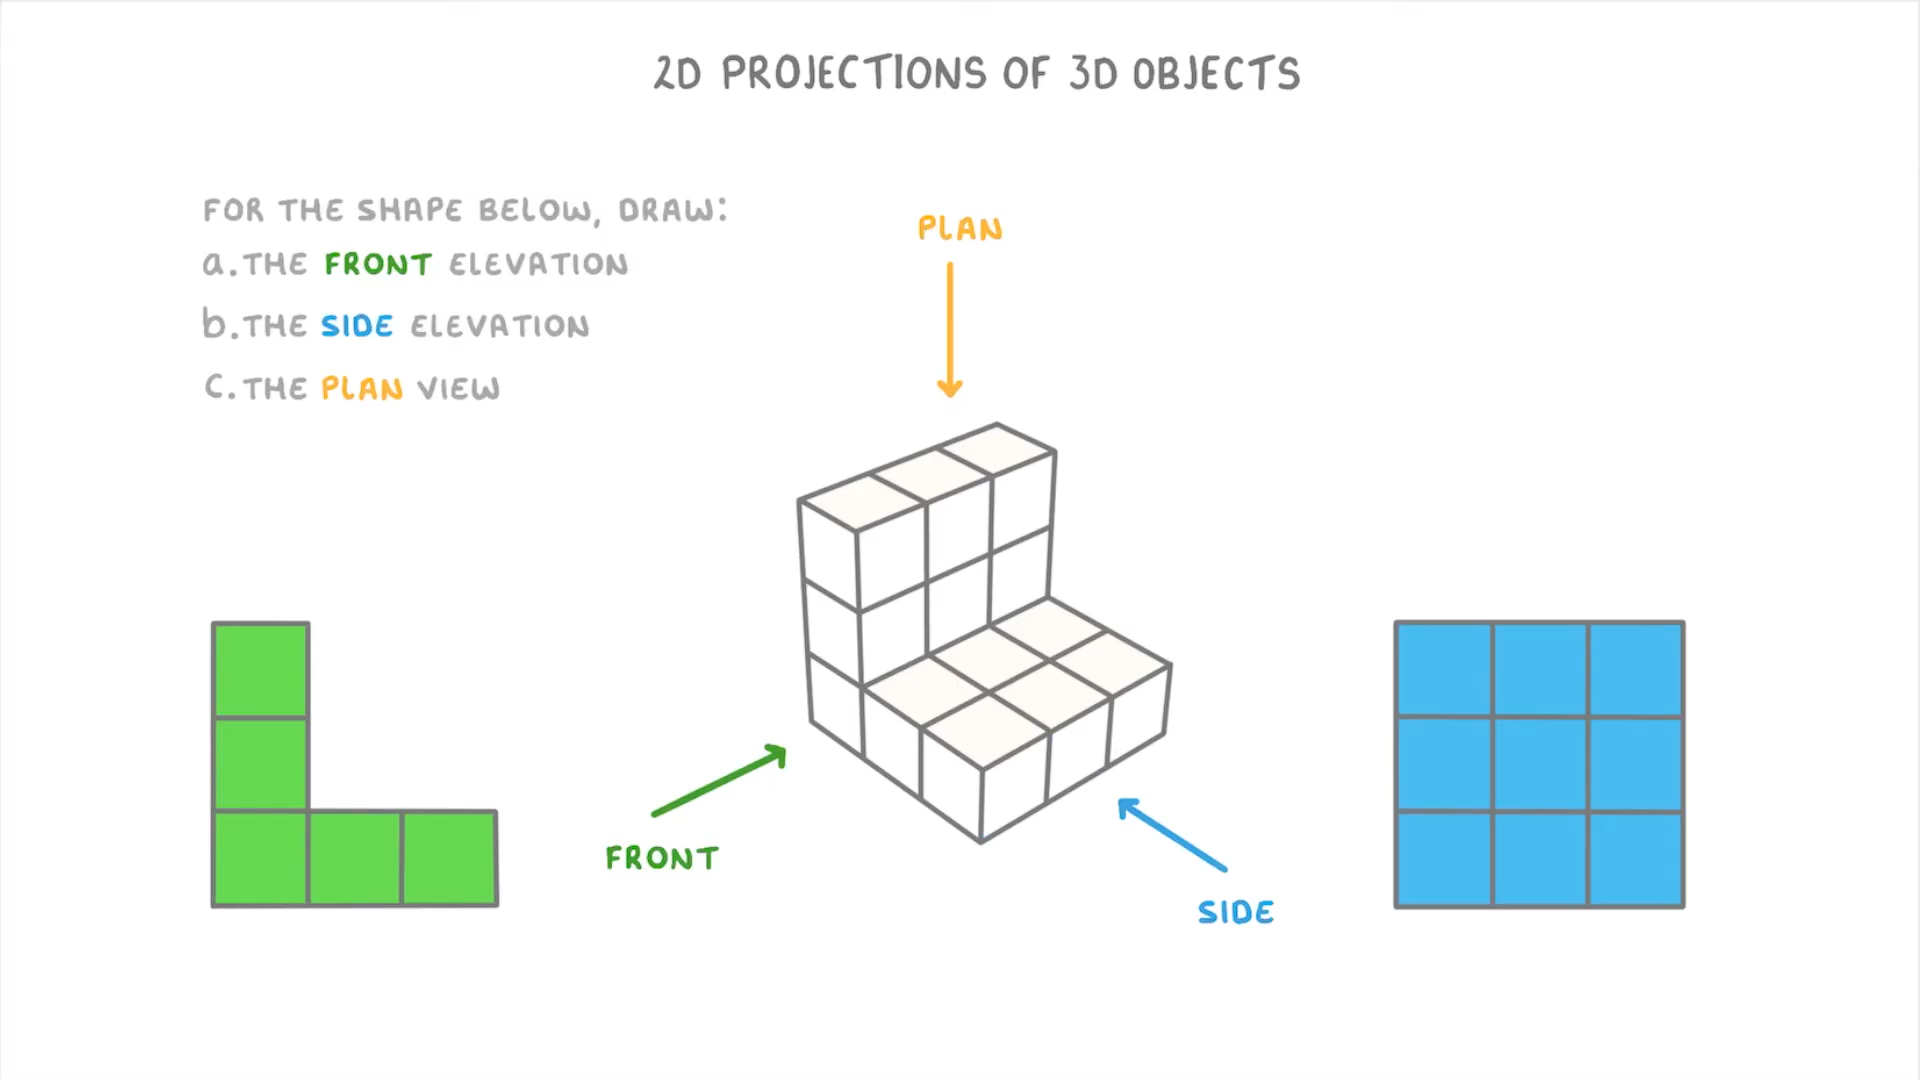 2D PROJECTIONS OF 3D OBJECTS
FOR THE SHAPE BELOW, DRAW:
a. THE FRONT ELEVATION
b. THE SIDE ELEVATION
c. THE PLAN VIEW
PLAN
FRONT
SIDE